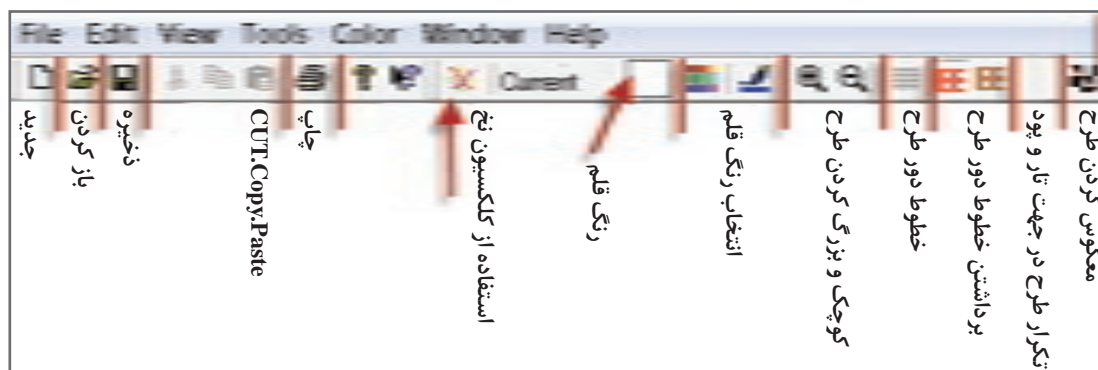 File Edit View Tools Color Window Help
Current
جدید
باز کردن
ذخیره
CUT.Copy.Paste
چاپ
استفاده از کلکسیون نخ
رنگ قلم
انتخاب رنگ قلم
کوچک و بزرگ کردن طرح
خطوط دور طرح
برداشتن خطوط دور طرح
تکرار طرح در جهت تار و پود
معکوس کردن طرح